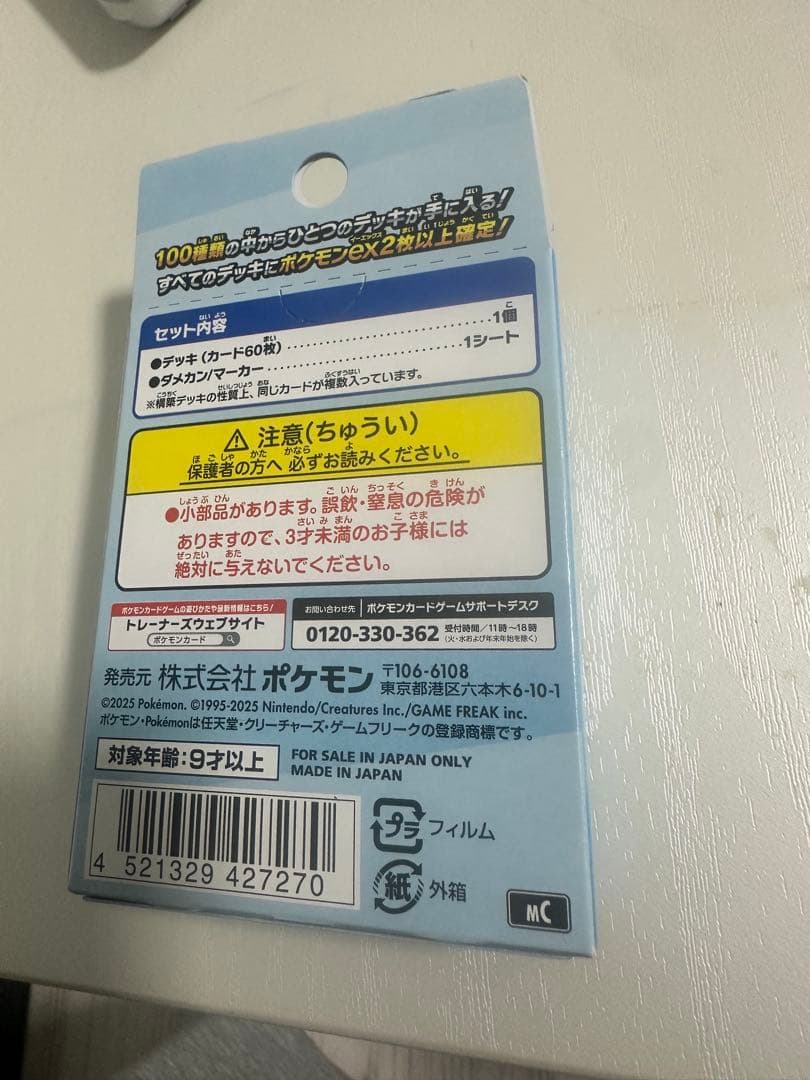 100種類の中からひとつのデッキが手に入る!
すべてのデッキにポケモンex2枚以上確定!
セット内容
●デッキ(カード60枚)‥‥‥‥‥‥‥‥‥1個
●ダメカン/マーカー‥‥‥‥‥‥‥‥‥1シート
※構築デッキの性質上、同じカードが複数入っています。
⚠ 注意(ちゅうい)
保護者の方へ 必ずお読みください。
●小部品があります。誤飲・窒息の危険が
ありますので、3才未満のお子様には
絶対に与えないでください。
ポケモンカードゲームの遊びかたや最新情報はこちら!
トレーナーズウェブサイト
ポケモンカード
お問い合わせ先 ポケモンカードゲームサポートデスク
0120-330-362 受付時間/11時~18時
(火・水および年末年始を除く)
発売元 株式会社ポケモン 〒106-6108
東京都港区六本木6-10-1
©2025 Pokémon. ©1995-2025 Nintendo/Creatures Inc./GAME FREAK inc.
ポケモン・Pokémonは任天堂・クリーチャーズ・ゲームフリークの登録商標です。
対象年齢:9才以上
FOR SALE IN JAPAN ONLY
MADE IN JAPAN
4 521329 427270
プラ フィルム
紙 外箱
MC